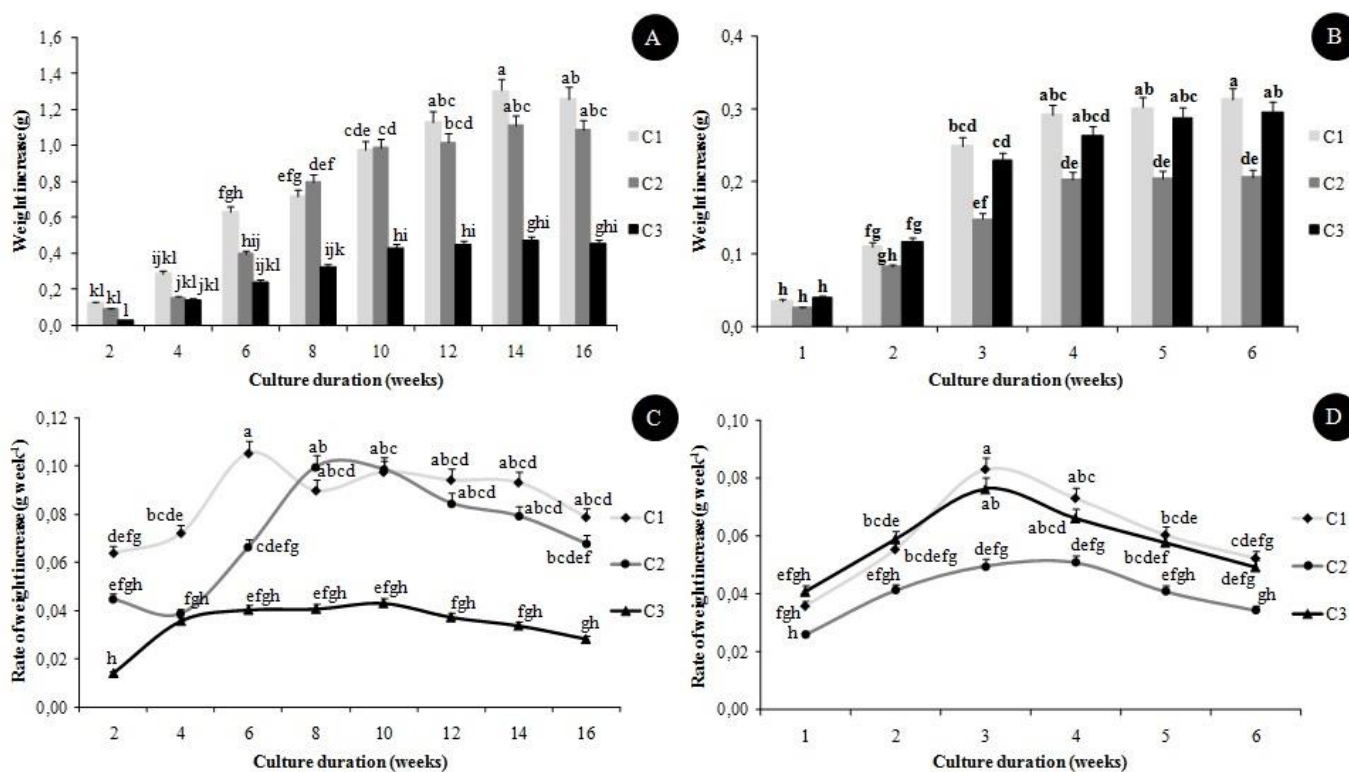 A
Weight increase (g)
1,6
1,4
1,2
1,0
0,8
0,6
0,4
0,2
0,0
kl kl l
ijkl jkl jkl
fgh hij ijkl
efg def ijk
cde cd hi
abc bcd hi
a abc ghi
ab abc ghi
2 4 6 8 10 12 14 16
Culture duration (weeks)
C1
C2
C3
B
Weight increase (g)
0,4
0,3
0,2
0,1
0,0
h h h
fg gh fg
bcd ef cd
abc de abcd
ab de abc
a de ab
1 2 3 4 5 6
Culture duration (weeks)
C1
C2
C3
C
Rate of weight increase (g week-1)
0,12
0,10
0,08
0,06
0,04
0,02
0,00
defg bcde a abcd abc abcd abcd abcd
efgh fgh cdefg ab abcd abcd bcdef
h efgh efgh efgh fgh fgh gh
2 4 6 8 10 12 14 16
Culture duration (weeks)
C1
C2
C3
D
Rate of weight increase (g week-1)
0,10
0,08
0,06
0,04
0,02
0,00
fgh bcdefg a abc bcde cdefg
h efgh defg defg efgh gh
efgh bcde ab abcd bcdef defg
1 2 3 4 5 6
Culture duration (weeks)
C1
C2
C3